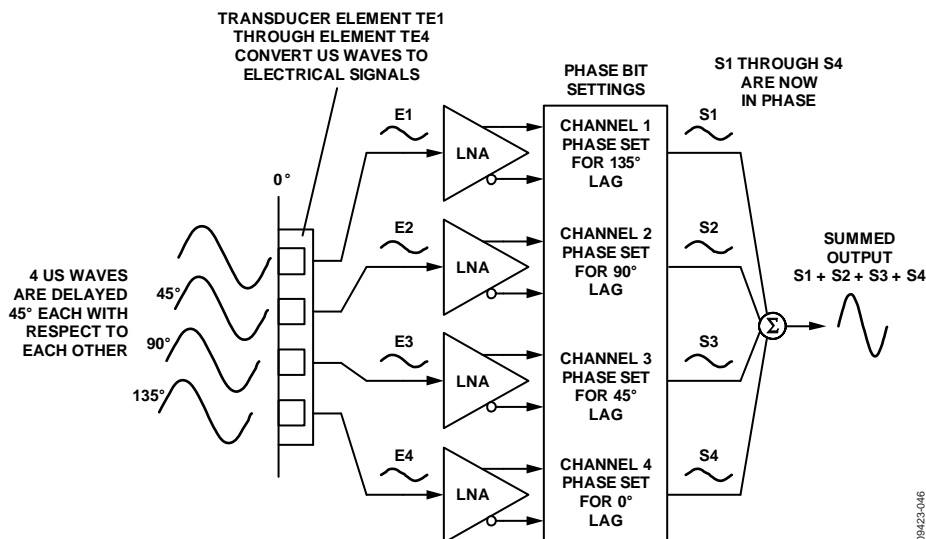 TRANSDUCER ELEMENT TE1
THROUGH ELEMENT TE4
CONVERT US WAVES TO
ELECTRICAL SIGNALS
PHASE BIT
SETTINGS
S1 THROUGH S4
ARE NOW
IN PHASE
0°
4 US WAVES
ARE DELAYED
45° EACH WITH
RESPECT TO
EACH OTHER
45°
90°
135°
E1
LNA
CHANNEL 1
PHASE SET
FOR 135°
LAG
S1
E2
LNA
CHANNEL 2
PHASE SET
FOR 90°
LAG
S2
E3
LNA
CHANNEL 3
PHASE SET
FOR 45°
LAG
S3
E4
LNA
CHANNEL 4
PHASE SET
FOR 0°
LAG
S4
Σ
SUMMED
OUTPUT
S1 + S2 + S3 + S4
09423-046